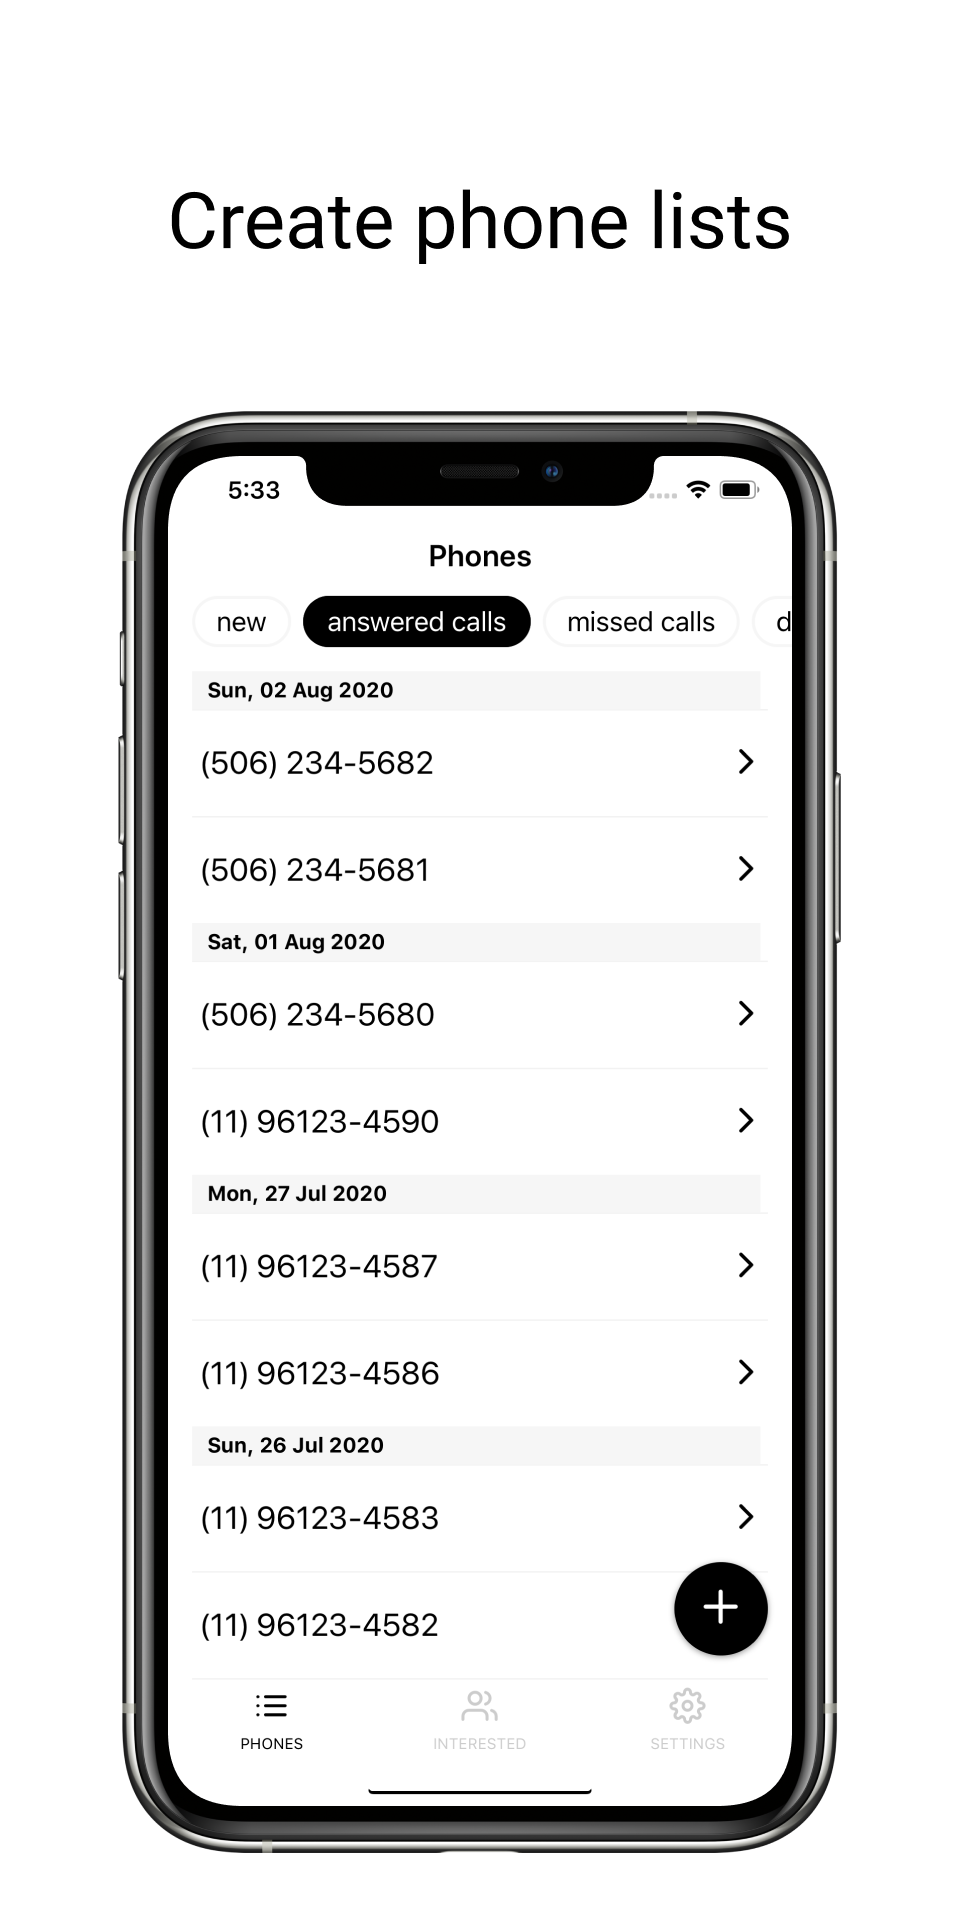 Create phone lists
5:33
Phones
new answered calls missed calls d
Sun, 02 Aug 2020
(506) 234-5682
(506) 234-5681
Sat, 01 Aug 2020
(506) 234-5680
(11) 96123-4590
Mon, 27 Jul 2020
(11) 96123-4587
(11) 96123-4586
Sun, 26 Jul 2020
(11) 96123-4583
(11) 96123-4582
PHONES INTERESTED SETTINGS